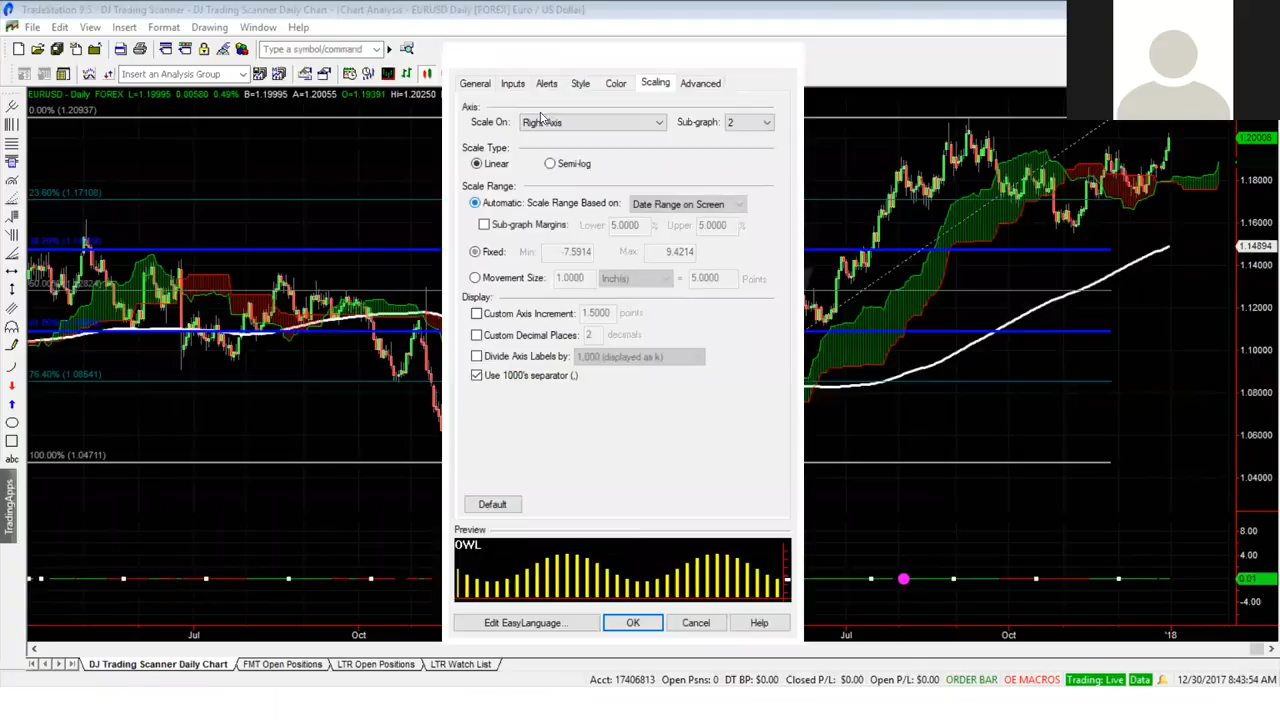 TradeStation 9.5 - DJ Trading Scanner - DJ Trading Scanner Daily Chart - [Chart Analysis - EURUSD Daily [FOREX] Euro / US Dollar]
File Edit View Insert Format Drawing Window Help
Type a symbol/command
Insert an Analysis Group
EURUSD - Daily FOREX L=1.19995 0.00580 0.49% B=1.19995 A=1.20055 O=1.19391 Hi=1.20250
0.00% (1.20937)
23.60% (1.17108)
76.40% (1.08541)
100.00% (1.04711)
General Inputs Alerts Style Color Scaling Advanced
Axis:
Scale On: Right Axis Sub-graph: 2
Scale Type:
Linear Semi-log
Scale Range:
Automatic: Scale Range Based on: Date Range on Screen
Sub-graph Margins: Lower: 5.0000 % Upper 5.0000 %
Fixed: Min -7.5914 Max 9.4214
Movement Size: 1.0000 Inch(s) = 5.0000 Points
Display:
Custom Axis Increment: 1.5000 points
Custom Decimal Places: 2 decimals
Divide Axis Labels by: 1,000 (displayed as k)
Use 1000's separator (,)
Default
Preview
OWL
Edit EasyLanguage... OK Cancel Help
1.20006
1.18000
1.16000
1.14894
1.14000
1.12000
1.10000
1.08000
1.06000
1.04000
8.00
4.00
0.01
-4.00
Jul Oct Jul Oct '18
DJ Trading Scanner Daily Chart FMT Open Positions LTR Open Positions LTR Watch List
TradingApps
abc
Acct: 17406813 Open Psns: 0 DT BP: $0.00 Closed P/L: $0.00 Open P/L: $0.00 ORDER BAR OE MACROS Trading: Live Data 12/30/2017 8:43:54 AM